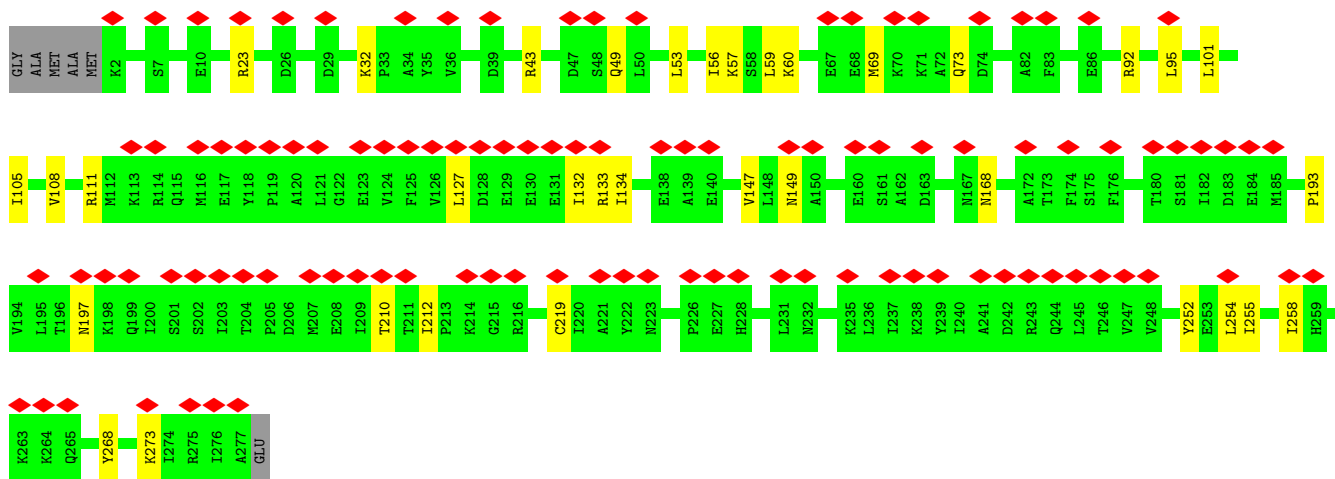 GLY ALA MET ALA MET K2 S7 E10 R23 D26 D29 K32 P33 A34 Y35 V36 D39 R43 D47 S48 Q49 L50 L53 I56 K57 S58 L59 K60 E67 E68 M69 K70 K71 A72 Q73 D74 A82 F83 E86 R92 L95 L101
I105 V108 R111 M112 K113 R114 Q115 M116 E117 Y118 P119 A120 L121 G122 E123 V124 F125 V126 L127 D128 E129 E130 E131 I132 R133 I134 E138 A139 E140 V147 L148 N149 A150 E160 S161 A162 D163 N167 N168 A172 T173 F174 S175 F176 T180 S181 I182 D183 E184 M185 P193
V194 L195 T196 N197 K198 Q199 I200 S201 S202 I203 T204 P205 D206 M207 E208 I209 T210 T211 I212 P213 K214 G215 R216 C219 I220 A221 Y222 N223 P226 E227 H228 L231 N232 K235 L236 I237 K238 Y239 I240 A241 D242 R243 Q244 L245 T246 V247 V248 Y252 E253 L254 I255 I258 H259
K263 K264 Q265 Y268 K273 I274 R275 I276 A277 GLU